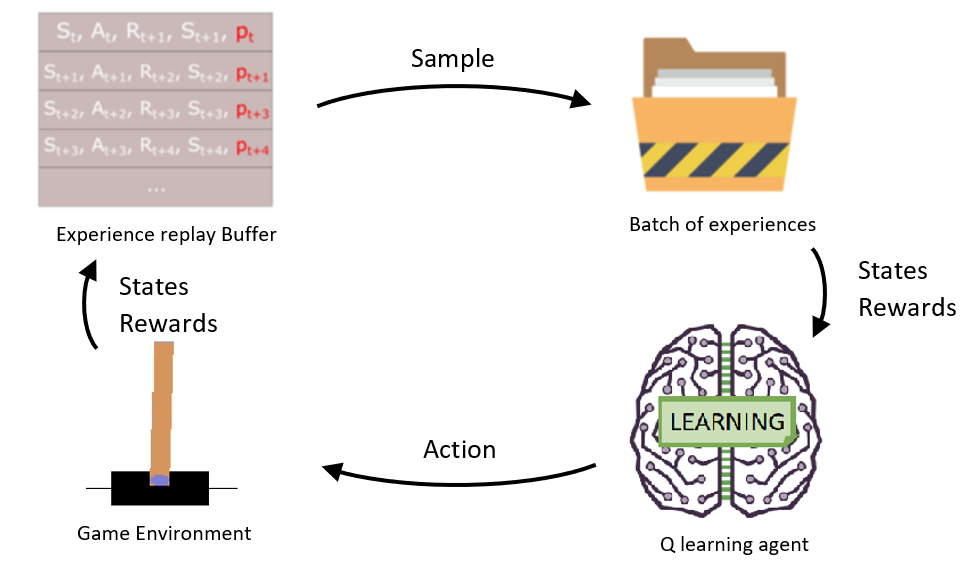 S_t, A_t, R_{t+1}, S_{t+1}, p_t
S_{t+1}, A_{t+1}, R_{t+2}, S_{t+2}, p_{t+1}
S_{t+2}, A_{t+2}, R_{t+3}, S_{t+3}, p_{t+3}
S_{t+3}, A_{t+3}, R_{t+4}, S_{t+4}, p_{t+4}
...
Experience replay Buffer
Sample
Batch of experiences
States
Rewards
States
Rewards
LEARNING
Action
Game Environment
Q learning agent